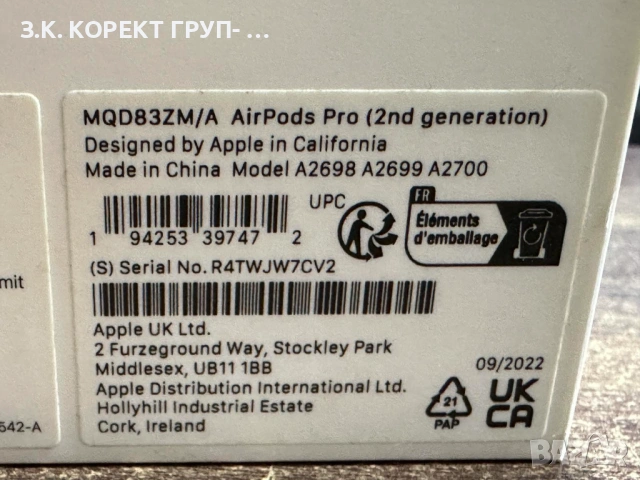 З.К. КОРЕКТ ГРУП- ...
MQD83ZM/A AirPods Pro (2nd generation)
Designed by Apple in California
Made in China Model A2698 A2699 A2700
UPC
1 94253 39747 2
FR
Éléments
d'emballage
(S) Serial No. R4TWJW7CV2
mit
Apple UK Ltd.
2 Furzeground Way, Stockley Park
Middlesex, UB11 1BB
Apple Distribution International Ltd.
Hollyhill Industrial Estate
Cork, Ireland
09/2022
21
PAP
UK
CA
542-A